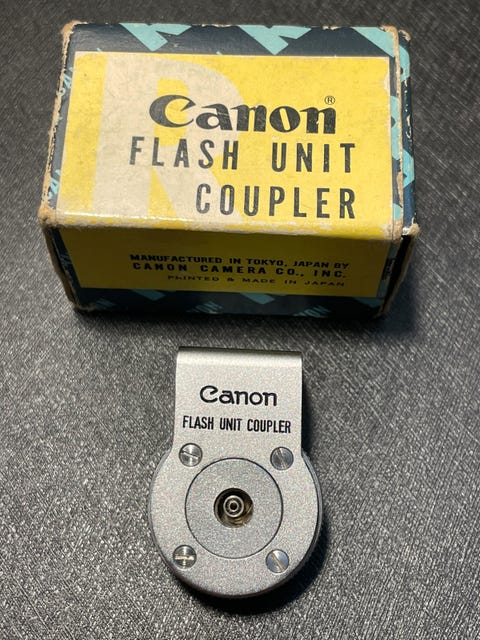 Canon®
FLASH UNIT
COUPLER
MANUFACTURED IN TOKYO, JAPAN BY
CANON CAMERA CO., INC.
PRINTED & MADE IN JAPAN
Canon
FLASH UNIT COUPLER